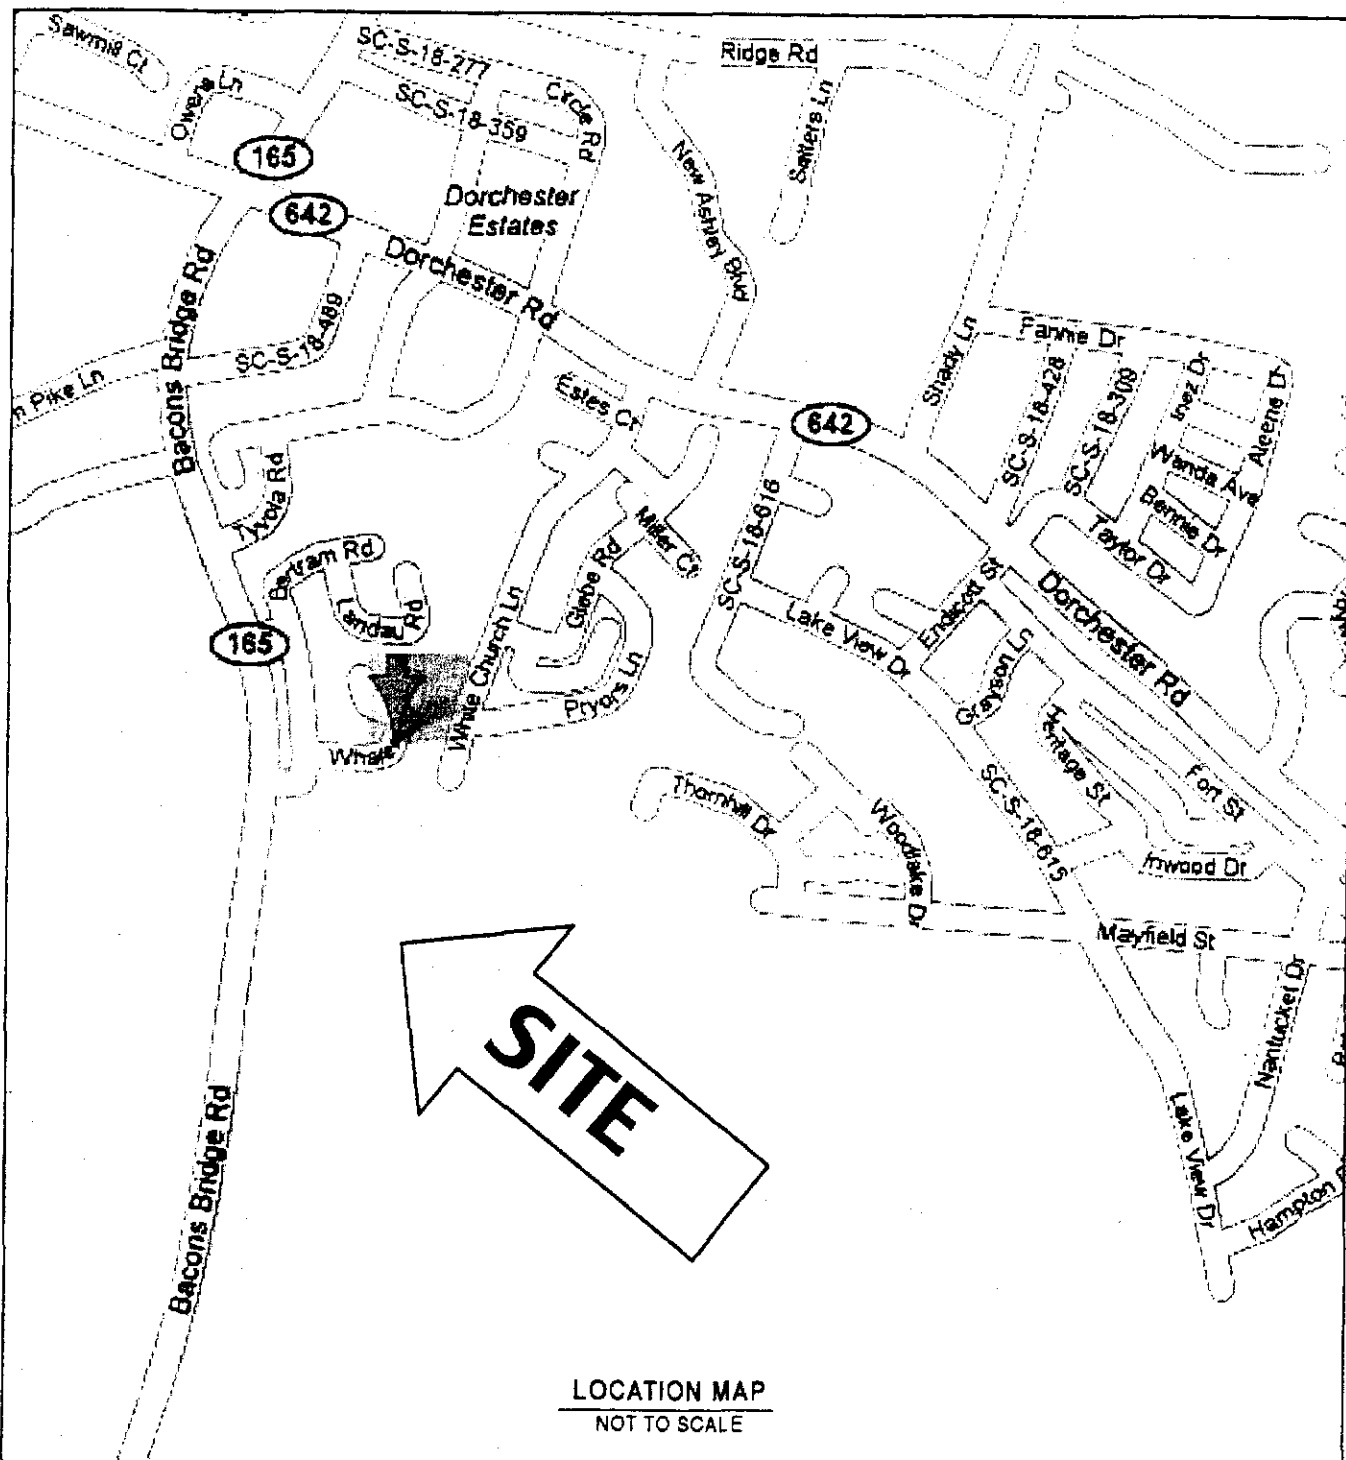 Sawmill Ct
Owens Ln
165
642
SC-S-18-277
SC-S-18-359
Circle Rd
Ridge Rd
Salters Ln
New Ashley Blvd
Dorchester
Estates
Dorchester Rd
Bacons Bridge Rd
SC-S-18-489
Pike Ln
Estes Ct
642
Shady Ln
Fannie Dr
SC-S-18-428
SC-S-18-309
Inez Dr
Aleene Dr
Wanda Ave
Bennie Dr
Taylor Dr
Tyvola Rd
Bertram Rd
Landau Rd
165
White Church Ln
Glebe Rd
Miller Ct
Pryors Ln
SC-S-18-616
Lake View Dr
Endicott St
Dorchester Rd
Grayson Ln
Heritage St
Fort St
SC-S-18-615
Inwood Dr
Thornhill Dr
Woodlake Dr
Mayfield St
Nantucket Dr
Lake View Dr
Hampton
SITE
Bacons Bridge Rd
LOCATION MAP
NOT TO SCALE